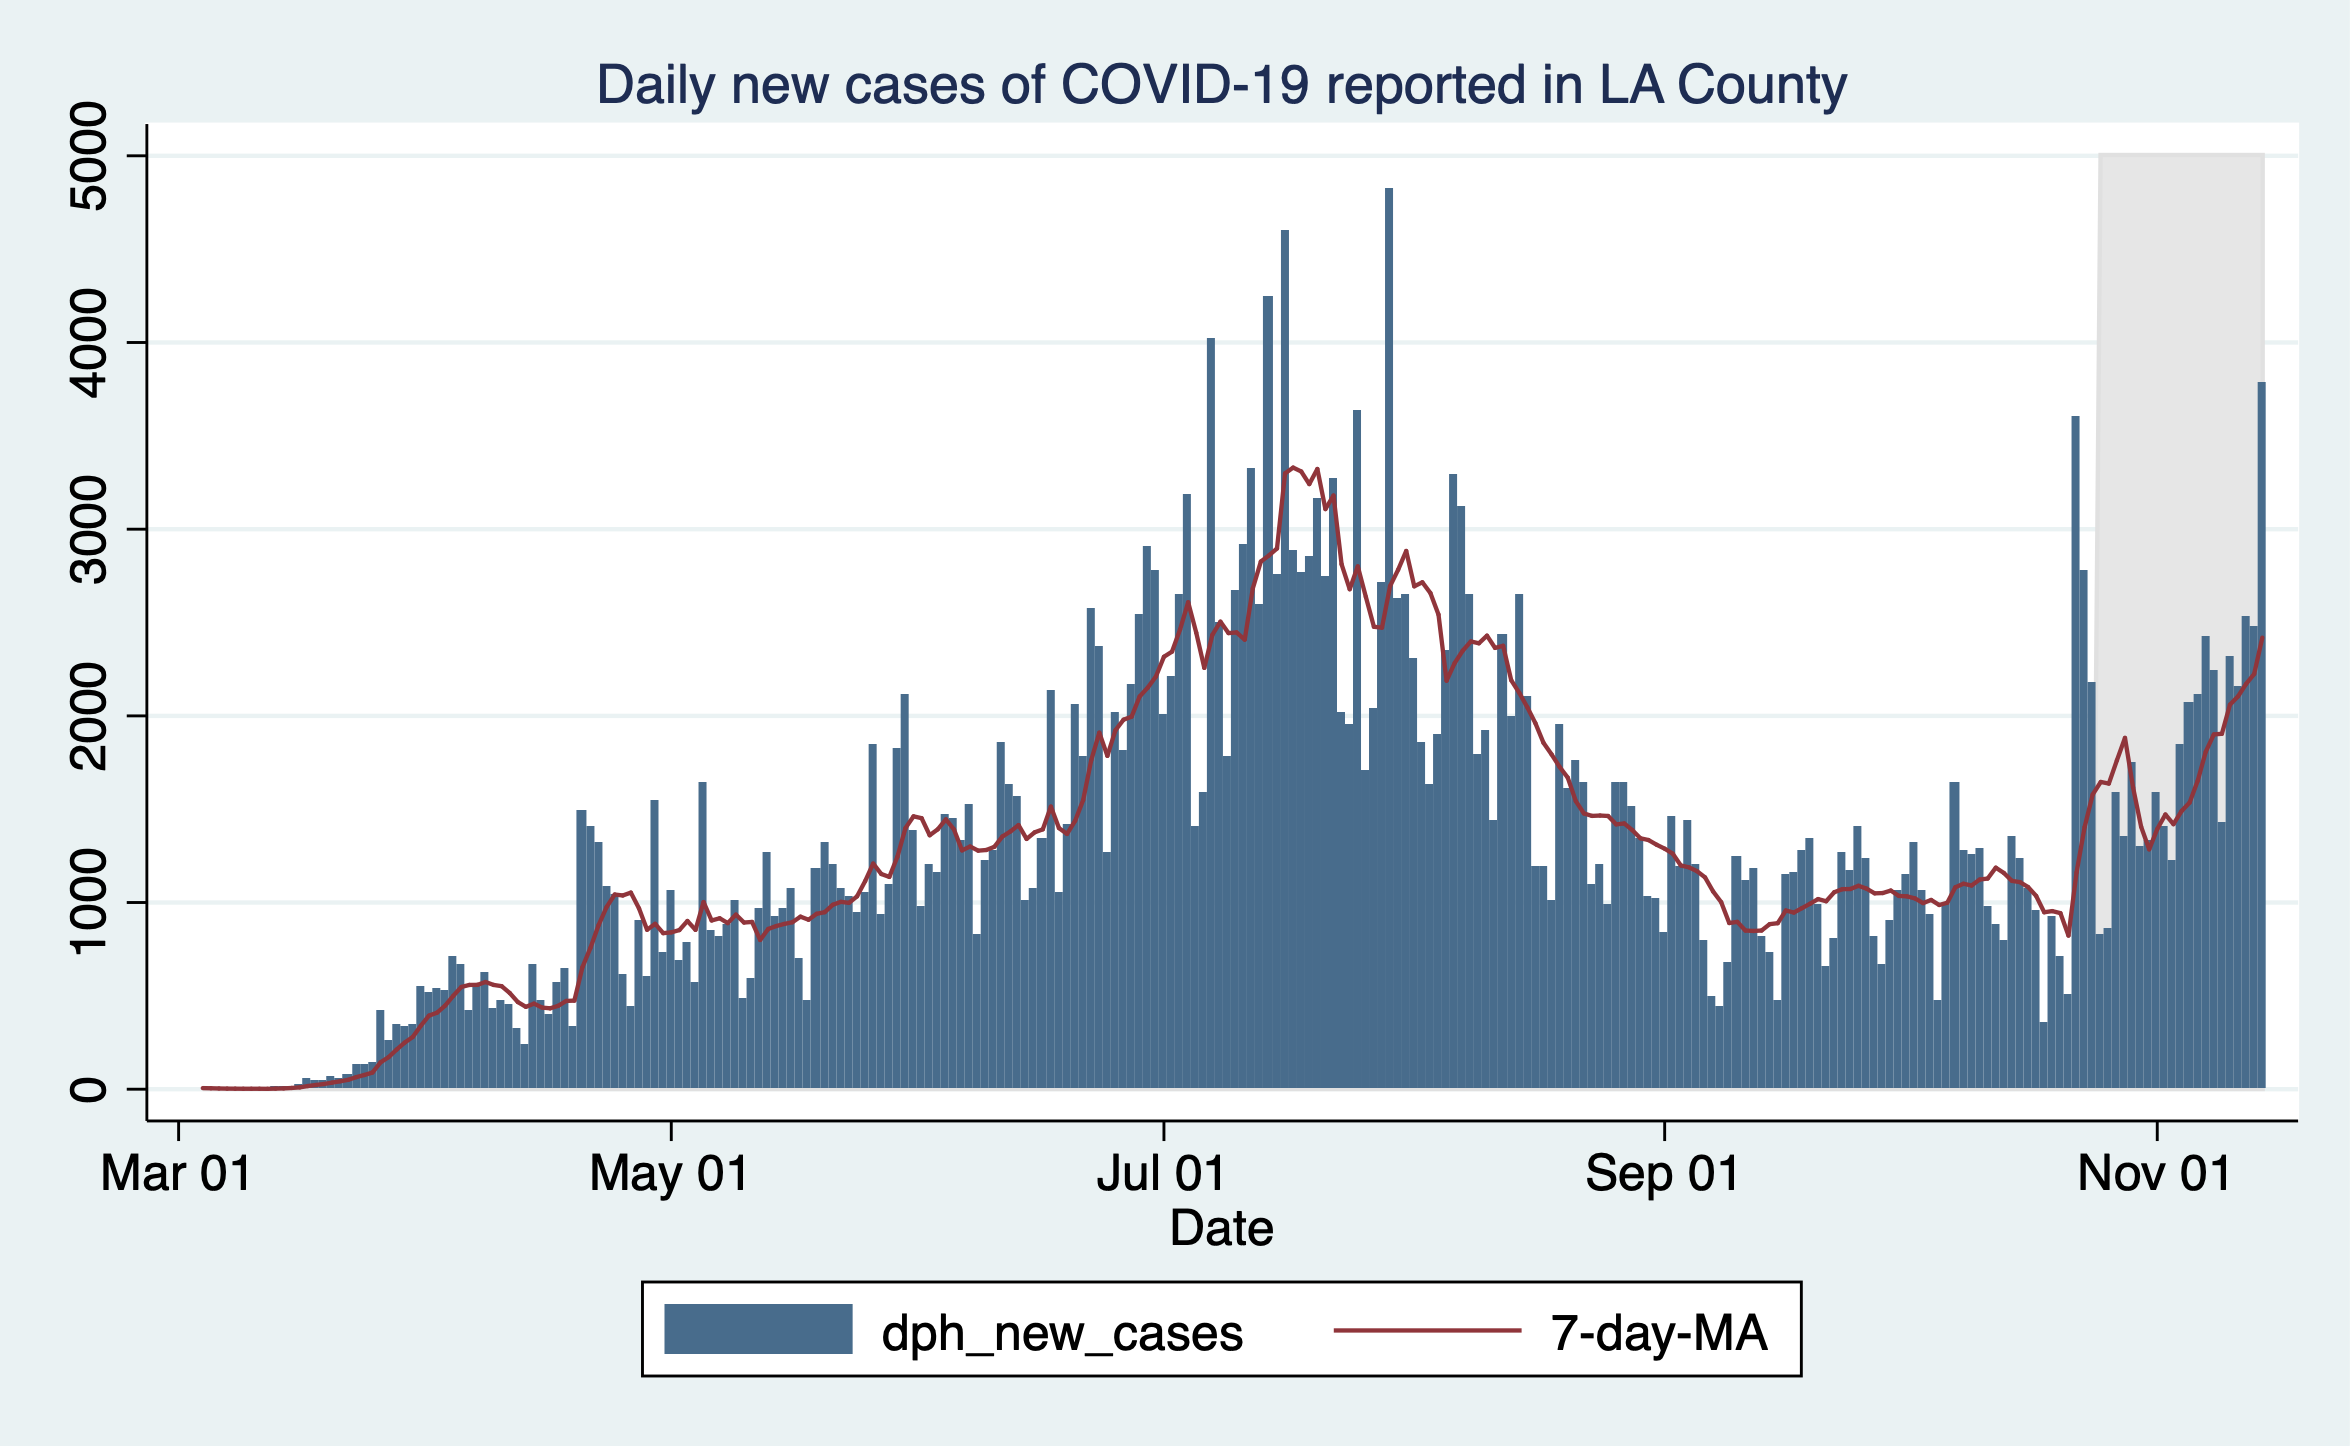 Daily new cases of COVID-19 reported in LA County
5000
4000
3000
2000
1000
0
Mar 01 May 01 Jul 01 Sep 01 Nov 01
Date
dph_new_cases 7-day-MA